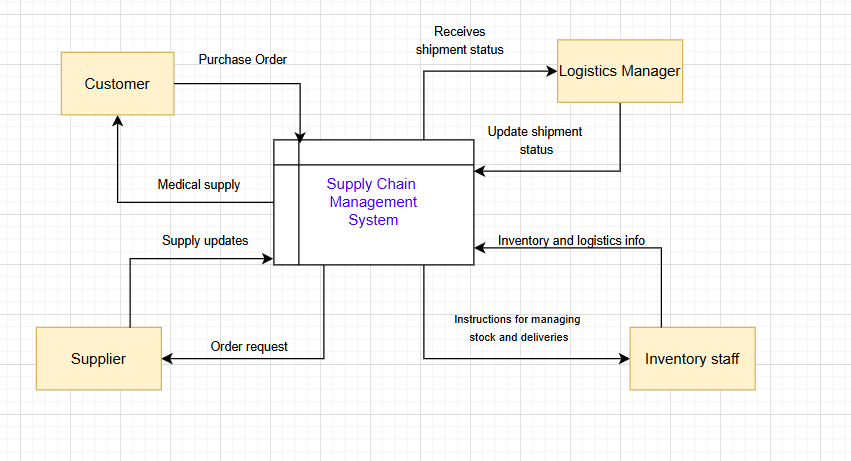 Receives
shipment status
Purchase Order
Customer
Logistics Manager
Update shipment
status
Medical supply
Supply Chain
Management
System
Supply updates
Inventory and logistics info
Instructions for managing
stock and deliveries
Order request
Supplier
Inventory staff